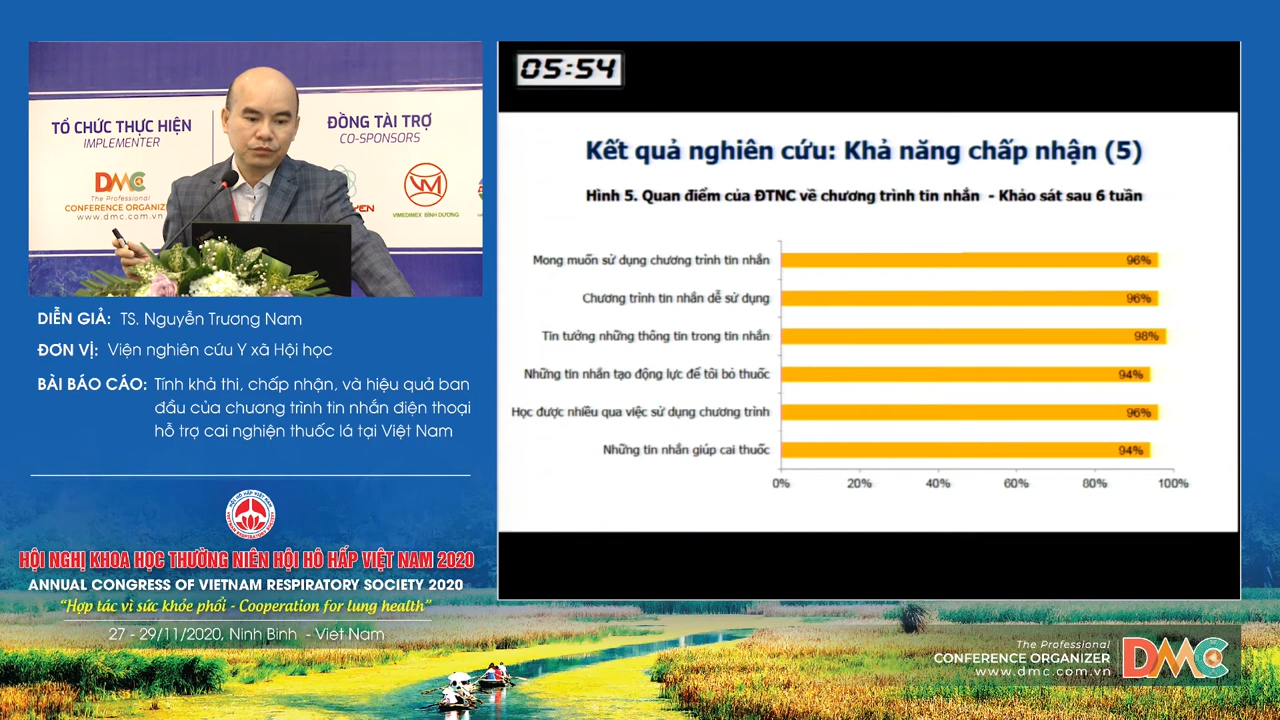 TỔ CHỨC THỰC HIỆN
IMPLEMENTER
ĐỒNG TÀI TRỢ
CO-SPONSORS
DMC
The Professional
CONFERENCE ORGANIZER
www.dmc.com.vn
VIMEDIMEX BÌNH DƯƠNG
DIỄN GIẢ: TS. Nguyễn Trương Nam
ĐƠN VỊ: Viện nghiên cứu Y xã Hội học
BÀI BÁO CÁO: Tính khả thi, chấp nhận, và hiệu quả ban
đầu của chương trình tin nhắn điện thoại
hỗ trợ cai nghiện thuốc lá tại Việt Nam
HỘI NGHỊ KHOA HỌC THƯỜNG NIÊN HỘI HÔ HẤP VIỆT NAM 2020
ANNUAL CONGRESS OF VIETNAM RESPIRATORY SOCIETY 2020
“Hợp tác vì sức khỏe phổi - Cooperation for lung health”
27 - 29/11/2020, Ninh Bình - Việt Nam
05:54
Kết quả nghiên cứu: Khả năng chấp nhận (5)
Hình 5. Quan điểm của ĐTNC về chương trình tin nhắn - Khảo sát sau 6 tuần
Mong muốn sử dụng chương trình tin nhắn 96%
Chương trình tin nhắn dễ sử dụng 96%
Tin tưởng những thông tin trong tin nhắn 98%
Những tin nhắn tạo động lực để tôi bỏ thuốc 94%
Học được nhiều qua việc sử dụng chương trình 96%
Những tin nhắn giúp cai thuốc 94%
0% 20% 40% 60% 80% 100%
The Professional
CONFERENCE ORGANIZER
www.dmc.com.vn
DMC